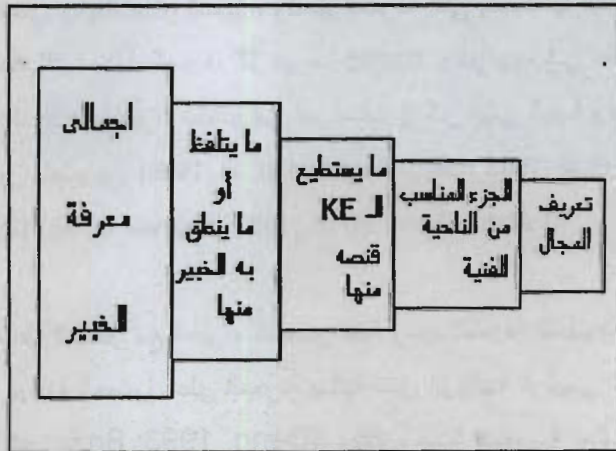 اجمالى
معرفة
الخبير
ما يتلفظ
أو
ما ينطق
به الخبير
منها
ما يستطيع
الـ KE
قنصه
منها
الجزء المناسب
من الناحية
الفنية
تعريف
المجال